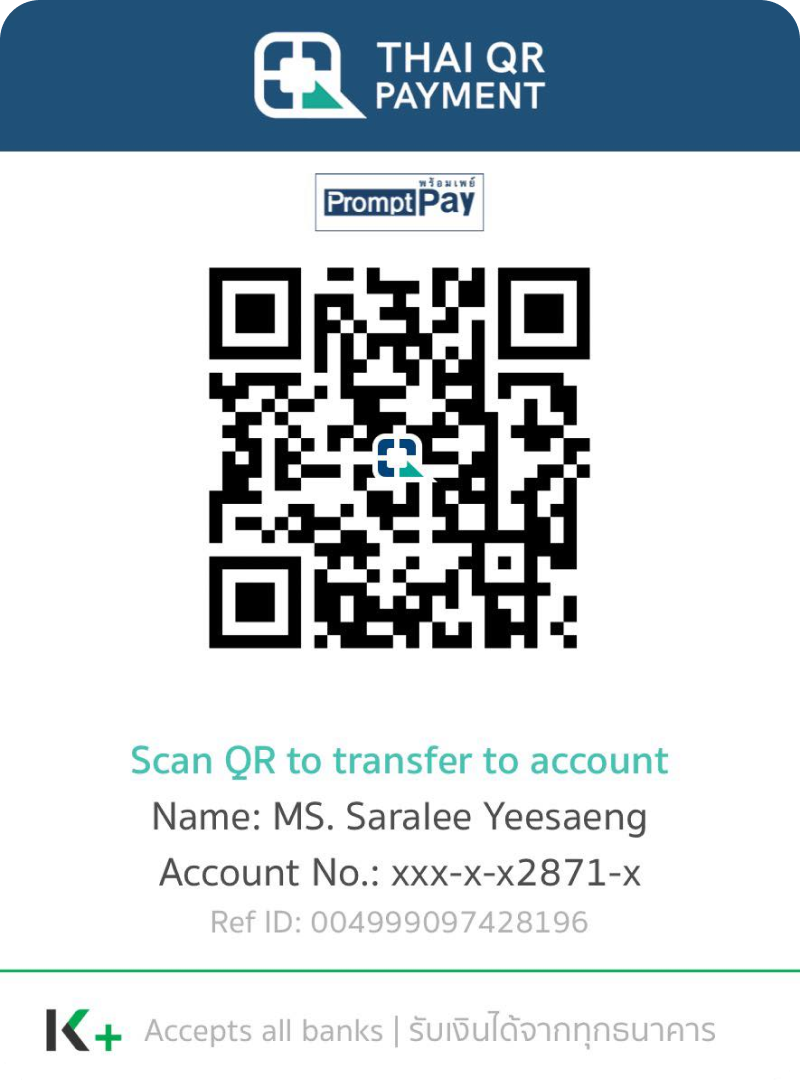 THAI QR
PAYMENT
พร้อมเพย์
PromptPay
Scan QR to transfer to account
Name: MS. Saralee Yeesaeng
Account No.: xxx-x-x2871-x
Ref ID: 004999097428196
K+ Accepts all banks | รับเงินได้จากทุกธนาคาร